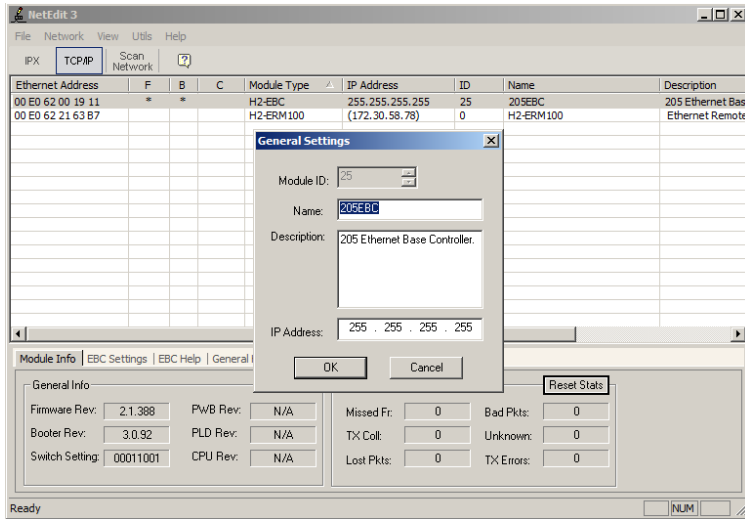 NetEdit 3
File Network View Utils Help
IPX TCP/IP Scan Network
Ethernet Address F B C Module Type IP Address ID Name Description
00 E0 62 00 19 11 * * H2-EBC 255.255.255.255 25 205EBC 205 Ethernet Bas
00 E0 62 21 63 B7 H2-ERM100 (172.30.58.78) 0 H2-ERM100 Ethernet Remote
General Settings
Module ID: 25
Name: 205EBC
Description: 205 Ethernet Base Controller.
IP Address: 255 . 255 . 255 . 255
OK Cancel
Module Info EBC Settings EBC Help General
General Info Reset Stats
Firmware Rev: 2.1.388 PWB Rev: N/A Missed Fr: 0 Bad Pkts: 0
Booter Rev: 3.0.92 PLD Rev: N/A TX Coll: 0 Unknown: 0
Switch Setting: 00011001 CPU Rev: N/A Lost Pkts: 0 TX Errors: 0
Ready NUM